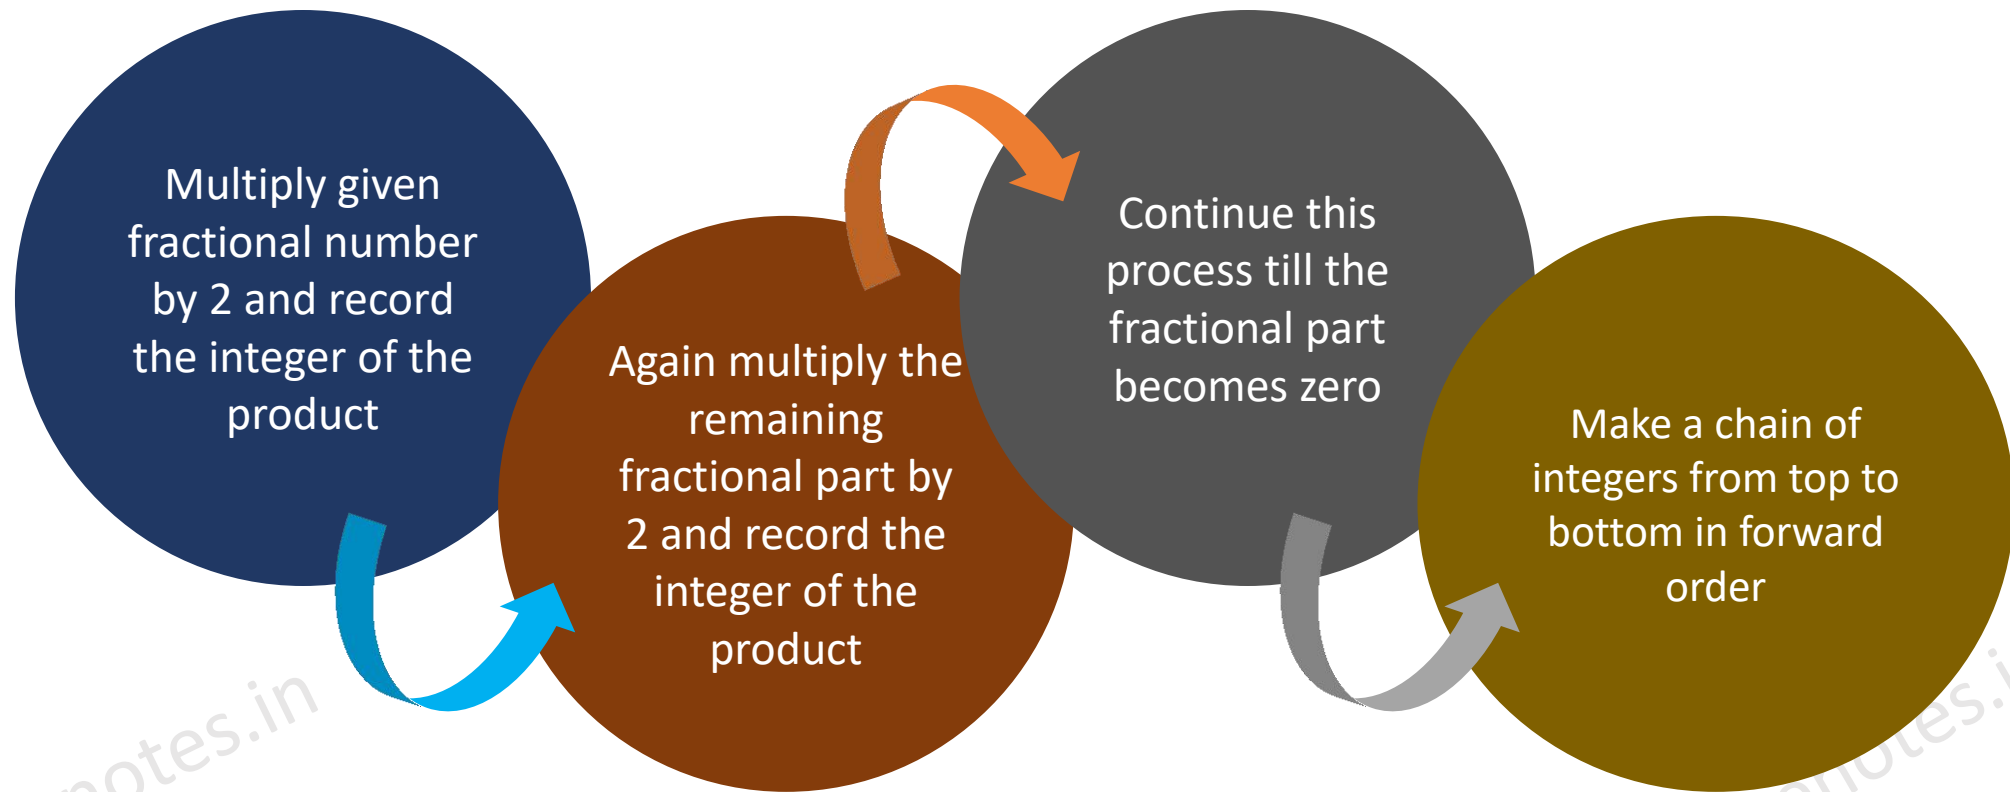 Multiply given
fractional number
by 2 and record
the integer of the
product
Again multiply the
remaining
fractional part by
2 and record the
integer of the
product
Continue this
process till the
fractional part
becomes zero
Make a chain of
integers from top to
bottom in forward
order